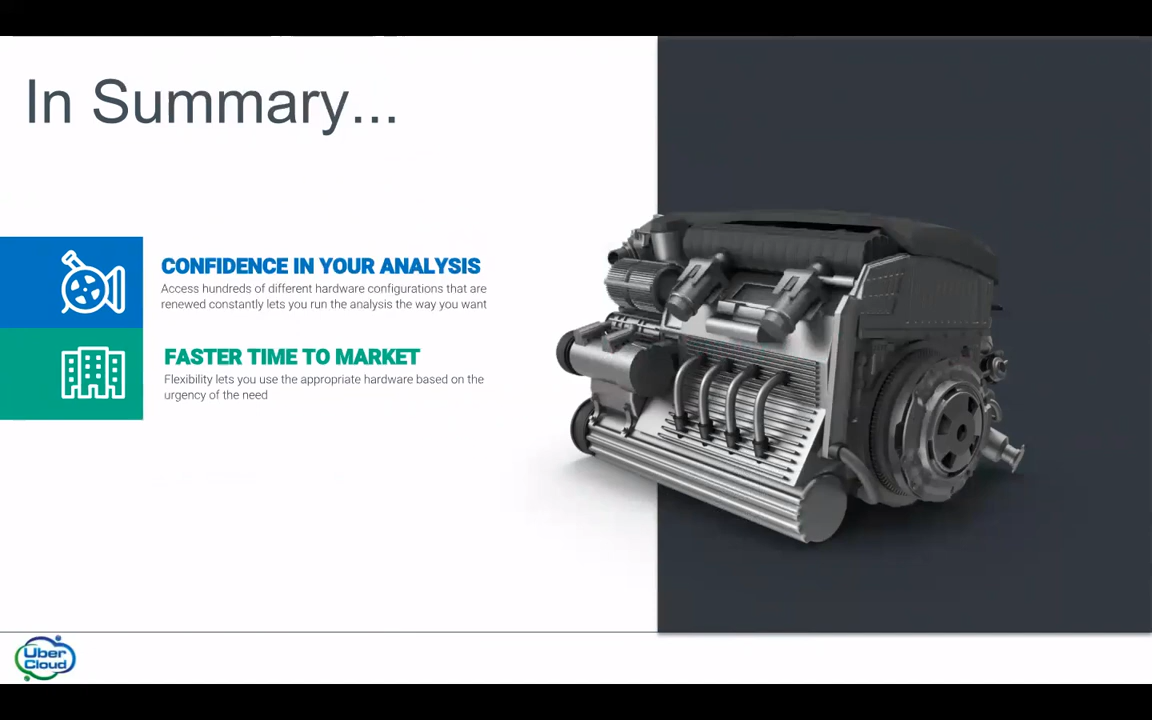 In Summary...
CONFIDENCE IN YOUR ANALYSIS
Access hundreds of different hardware configurations that are
renewed constantly lets you run the analysis the way you want
FASTER TIME TO MARKET
Flexibility lets you use the appropriate hardware based on the
urgency of the need
Uber
Cloud